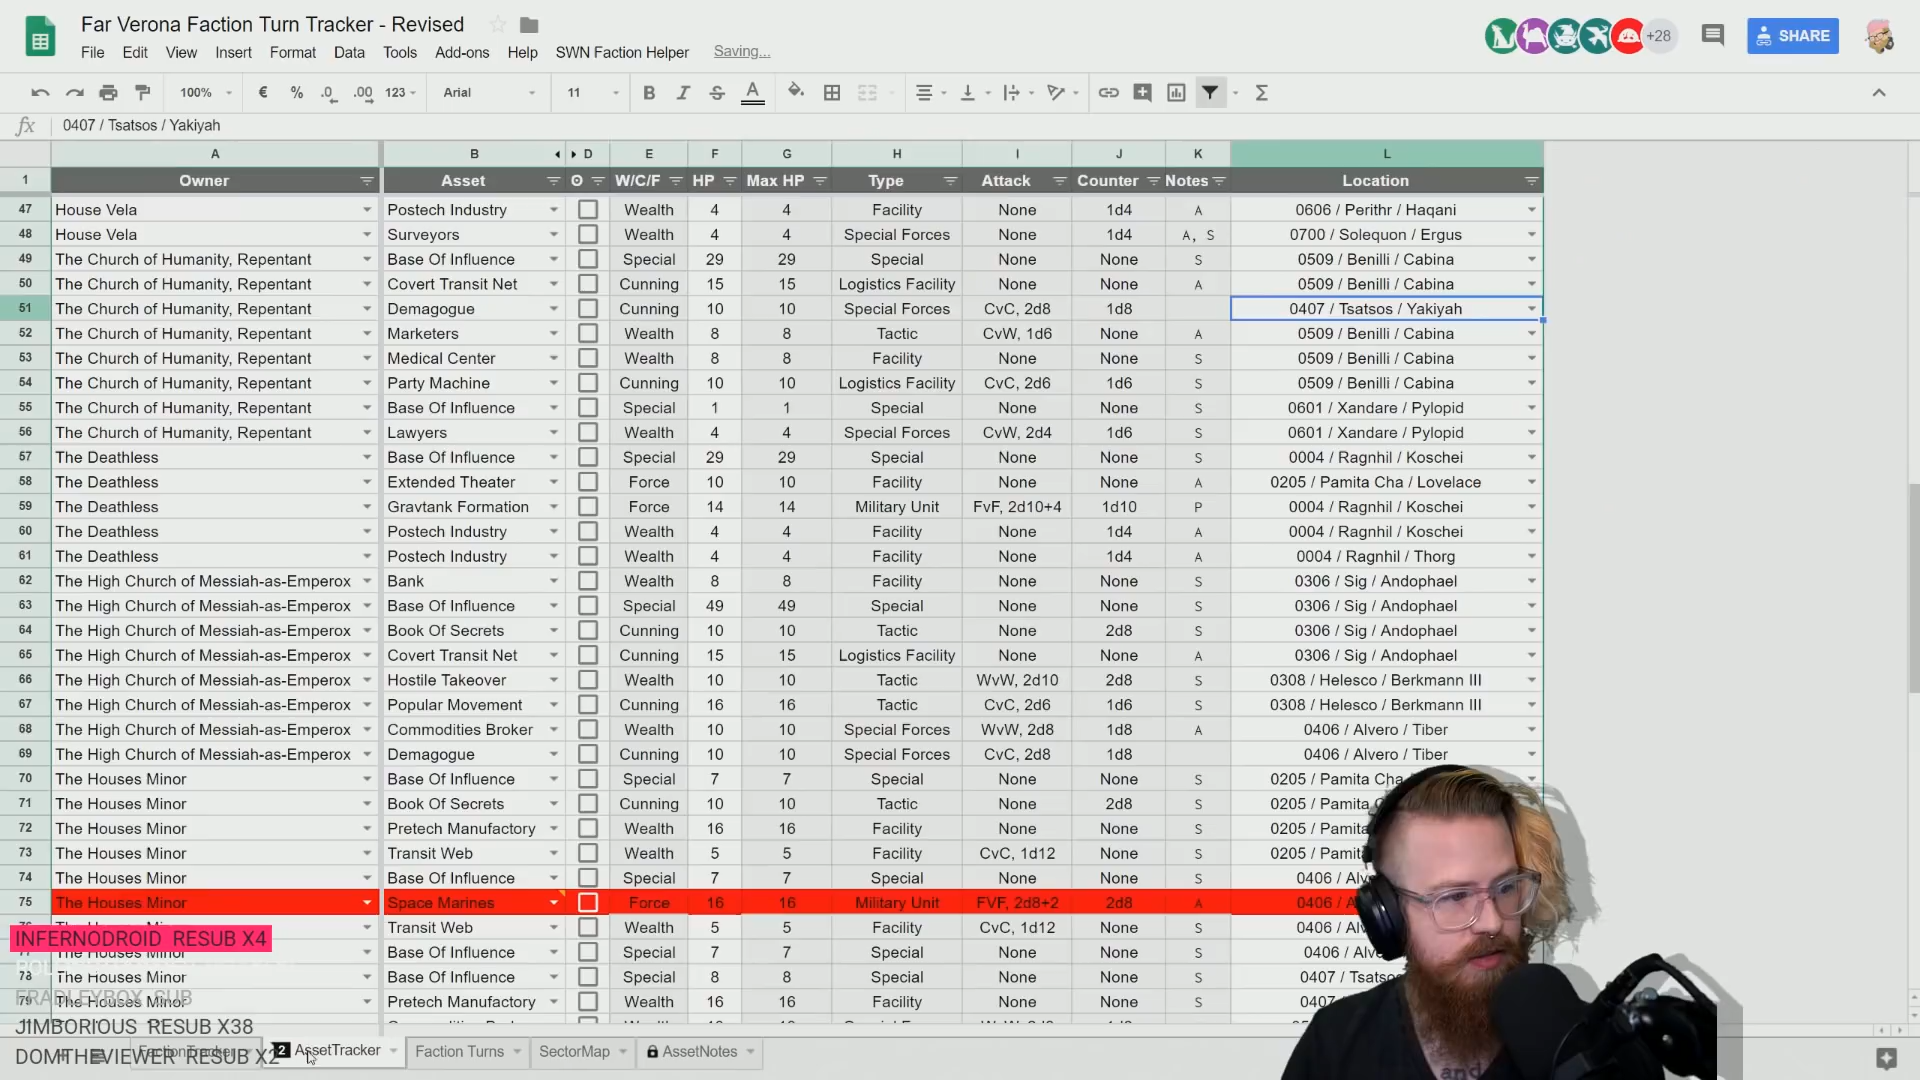 Far Verona Faction Turn Tracker - Revised
File Edit View Insert Format Data Tools Add-ons Help SWN Faction Helper Saving...
+28 SHARE
100% € % .0 .00 123 Arial 11 B I S A Σ
fx 0407 / Tsatsos / Yakiyah
A B D E F G H I J K L
1 Owner Asset ʘ W/C/F HP Max HP Type Attack Counter Notes Location
47 House Vela Postech Industry Wealth 4 4 Facility None 1d4 A 0606 / Perithr / Haqani
48 House Vela Surveyors Wealth 4 4 Special Forces None 1d4 A, S 0700 / Solequon / Ergus
49 The Church of Humanity, Repentant Base Of Influence Special 29 29 Special None None S 0509 / Benilli / Cabina
50 The Church of Humanity, Repentant Covert Transit Net Cunning 15 15 Logistics Facility None None A 0509 / Benilli / Cabina
51 The Church of Humanity, Repentant Demagogue Cunning 10 10 Special Forces CvC, 2d8 1d8 0407 / Tsatsos / Yakiyah
52 The Church of Humanity, Repentant Marketers Wealth 8 8 Tactic CvW, 1d6 None A 0509 / Benilli / Cabina
53 The Church of Humanity, Repentant Medical Center Wealth 8 8 Facility None None S 0509 / Benilli / Cabina
54 The Church of Humanity, Repentant Party Machine Cunning 10 10 Logistics Facility CvC, 2d6 1d6 S 0509 / Benilli / Cabina
55 The Church of Humanity, Repentant Base Of Influence Special 1 1 Special None None S 0601 / Xandare / Pylopid
56 The Church of Humanity, Repentant Lawyers Wealth 4 4 Special Forces CvW, 2d4 1d6 S 0601 / Xandare / Pylopid
57 The Deathless Base Of Influence Special 29 29 Special None None S 0004 / Ragnhil / Koschei
58 The Deathless Extended Theater Force 10 10 Facility None None A 0205 / Pamita Cha / Lovelace
59 The Deathless Gravtank Formation Force 14 14 Military Unit FvF, 2d10+4 1d10 P 0004 / Ragnhil / Koschei
60 The Deathless Postech Industry Wealth 4 4 Facility None 1d4 A 0004 / Ragnhil / Koschei
61 The Deathless Postech Industry Wealth 4 4 Facility None 1d4 A 0004 / Ragnhil / Thorg
62 The High Church of Messiah-as-Emperox Bank Wealth 8 8 Facility None None S 0306 / Sig / Andophael
63 The High Church of Messiah-as-Emperox Base Of Influence Special 49 49 Special None None S 0306 / Sig / Andophael
64 The High Church of Messiah-as-Emperox Book Of Secrets Cunning 10 10 Tactic None 2d8 S 0306 / Sig / Andophael
65 The High Church of Messiah-as-Emperox Covert Transit Net Cunning 15 15 Logistics Facility None None A 0306 / Sig / Andophael
66 The High Church of Messiah-as-Emperox Hostile Takeover Wealth 10 10 Tactic WvW, 2d10 2d8 S 0308 / Helesco / Berkmann III
67 The High Church of Messiah-as-Emperox Popular Movement Cunning 16 16 Tactic CvC, 2d6 1d6 S 0308 / Helesco / Berkmann III
68 The High Church of Messiah-as-Emperox Commodities Broker Wealth 10 10 Special Forces WvW, 2d8 1d8 A 0406 / Alvero / Tiber
69 The High Church of Messiah-as-Emperox Demagogue Cunning 10 10 Special Forces CvC, 2d8 1d8 0406 / Alvero / Tiber
70 The Houses Minor Base Of Influence Special 7 7 Special None None S 0205 / Pamita Cha
71 The Houses Minor Book Of Secrets Cunning 10 10 Tactic None 2d8 S 0205 / Pamita
72 The Houses Minor Pretech Manufactory Wealth 16 16 Facility None None S 0205 / Pamita
73 The Houses Minor Transit Web Wealth 5 5 Facility CvC, 1d12 None S 0205 / Pamit
74 The Houses Minor Base Of Influence Special 7 7 Special None None S 0406 / Alv
75 The Houses Minor Space Marines Force 16 16 Military Unit FVF, 2d8+2 2d8 A 0406 / A
Transit Web Wealth 5 5 Facility CvC, 1d12 None S 0406 / Alv
INFERNODROID RESUB X4
Base Of Influence Special 7 7 Special None None S 0406 / Alv
78 The Houses Minor Base Of Influence Special 8 8 Special None None S 0407 / Tsats
79 The Houses Minor Pretech Manufactory Wealth 16 16 Facility None None S 0407
FRADLEYBOX SUB
JIMBORIOUS RESUB X38
DOMTHEVIEWER RESUB X2
FactionTracker 2 AssetTracker Faction Turns SectorMap AssetNotes
and